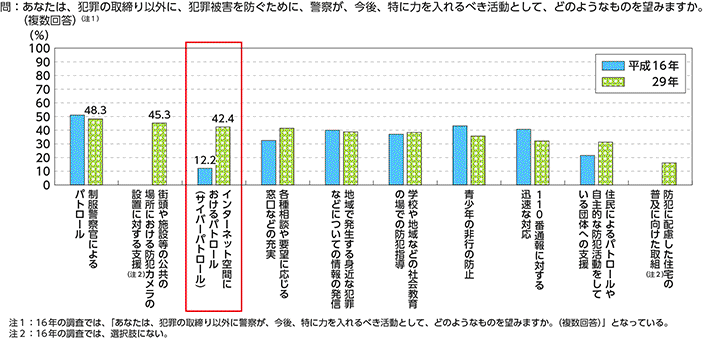 問：あなたは、犯罪の取締り以外に、犯罪被害を防ぐために、警察が、今後、特に力を入れるべき活動として、どのようなものを望みますか。
（複数回答）（注１）
(％)
100
90
80
70
60
50
40
30
20
10
0
平成16年
29年
48.3
45.3
12.2
42.4
制服警察官による
パトロール
街頭や施設等の公共の
場所における防犯カメラの
設置に対する支援（注２）
インターネット空間に
おけるパトロール
（サイバーパトロール）
各種相談や要望に応じる
窓口などの充実
地域で発生する身近な犯罪
などについての情報の発信
学校や地域などの社会教育
の場での防犯指導
青少年の非行の防止
110番通報に対する
迅速な対応
住民によるパトロールや
自主的な防犯活動をして
いる団体への支援
防犯に配慮した住宅の
普及に向けた取組（注２）
注１：16年の調査では、「あなたは、犯罪の取締り以外に警察が、今後、特に力を入れるべき活動として、どのようなものを望みますか。（複数回答）」となっている。
注２：16年の調査では、選択肢にない。